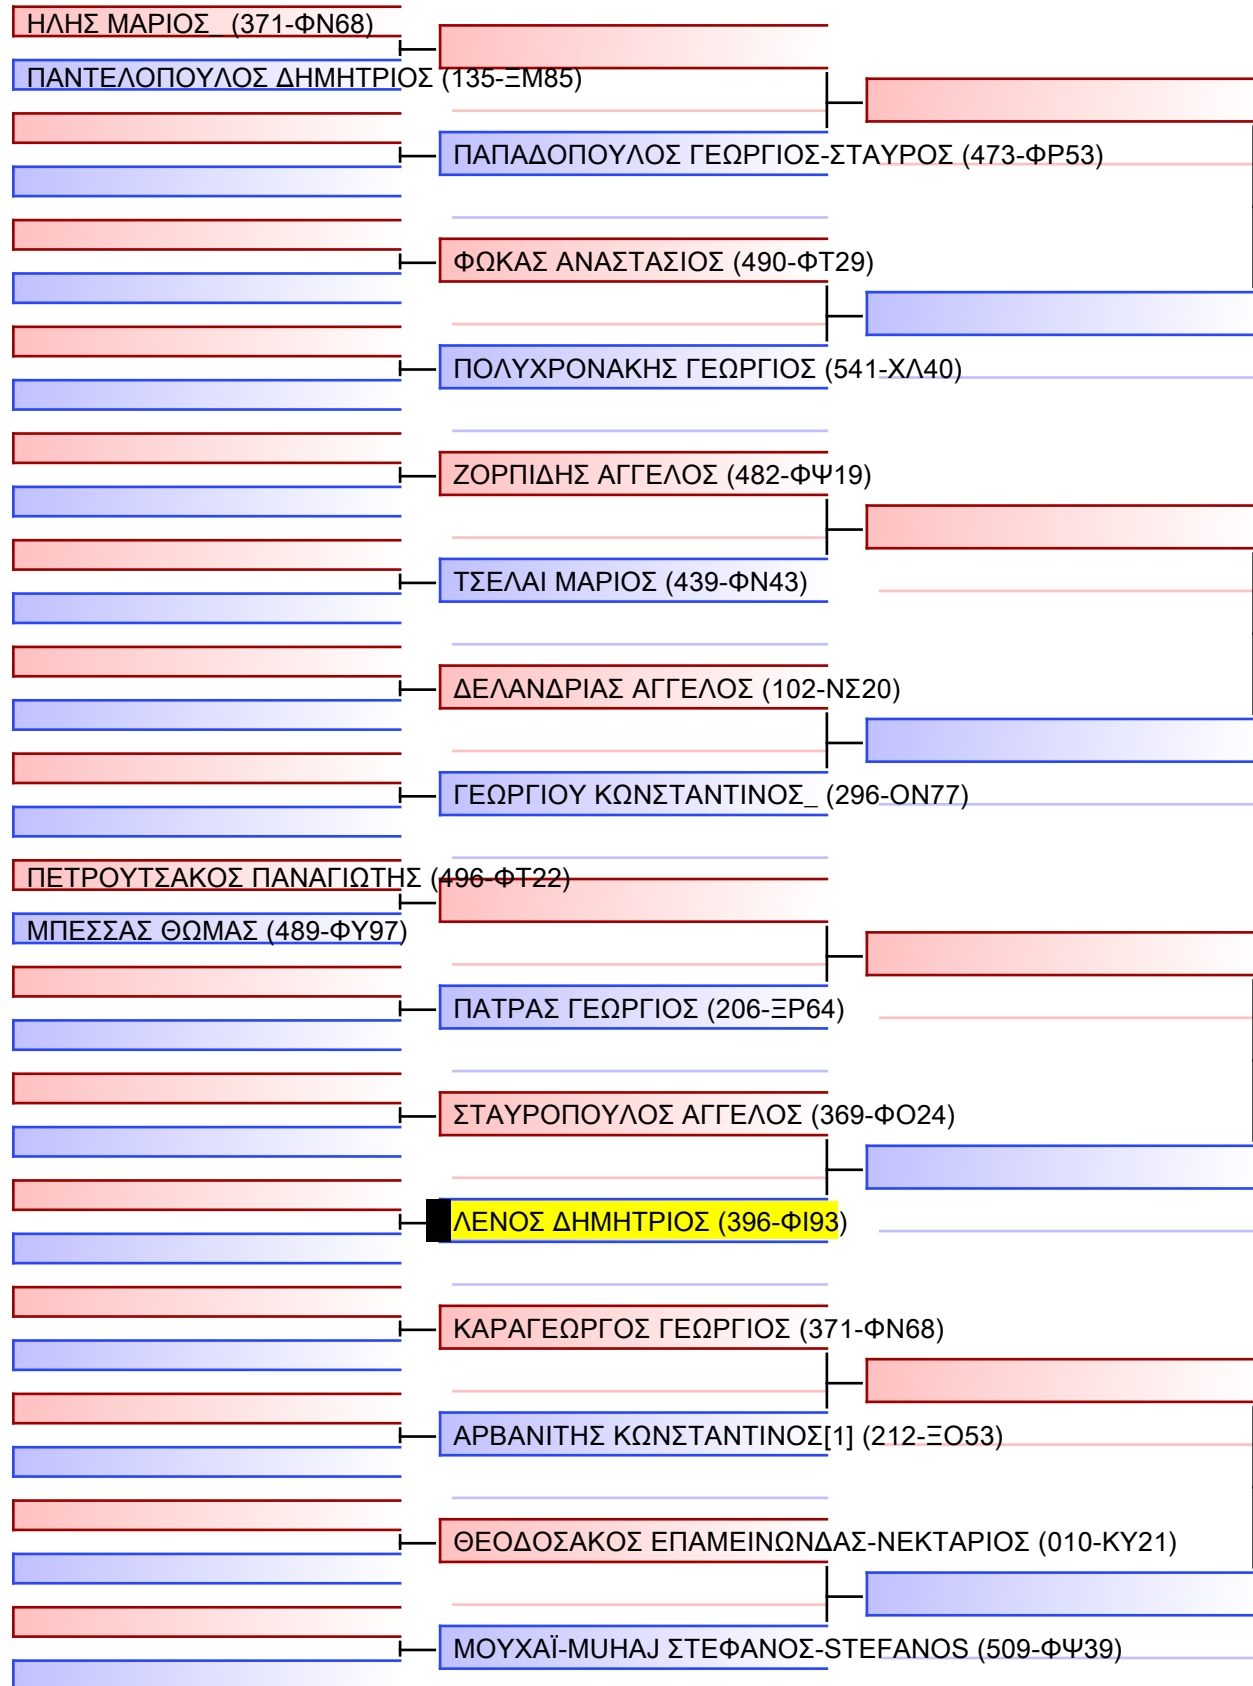 ΗΛΗΣ ΜΑΡΙΟΣ_ (371-ΦΝ68)
ΠΑΝΤΕΛΟΠΟΥΛΟΣ ΔΗΜΗΤΡΙΟΣ (135-ΞΜ85)
ΠΑΠΑΔΟΠΟΥΛΟΣ ΓΕΩΡΓΙΟΣ-ΣΤΑΥΡΟΣ (473-ΦΡ53)
ΦΩΚΑΣ ΑΝΑΣΤΑΣΙΟΣ (490-ΦΤ29)
ΠΟΛΥΧΡΟΝΑΚΗΣ ΓΕΩΡΓΙΟΣ (541-ΧΛ40)
ΖΟΡΠΙΔΗΣ ΑΓΓΕΛΟΣ (482-ΦΨ19)
ΤΣΕΛΑΙ ΜΑΡΙΟΣ (439-ΦΝ43)
ΔΕΛΑΝΔΡΙΑΣ ΑΓΓΕΛΟΣ (102-ΝΣ20)
ΓΕΩΡΓΙΟΥ ΚΩΝΣΤΑΝΤΙΝΟΣ_ (296-ΟΝ77)
ΠΕΤΡΟΥΤΣΑΚΟΣ ΠΑΝΑΓΙΩΤΗΣ (496-ΦΤ22)
ΜΠΕΣΣΑΣ ΘΩΜΑΣ (489-ΦΥ97)
ΠΑΤΡΑΣ ΓΕΩΡΓΙΟΣ (206-ΞΡ64)
ΣΤΑΥΡΟΠΟΥΛΟΣ ΑΓΓΕΛΟΣ (369-ΦΟ24)
ΛΕΝΟΣ ΔΗΜΗΤΡΙΟΣ (396-ΦΙ93)
ΚΑΡΑΓΕΩΡΓΟΣ ΓΕΩΡΓΙΟΣ (371-ΦΝ68)
ΑΡΒΑΝΙΤΗΣ ΚΩΝΣΤΑΝΤΙΝΟΣ[1] (212-ΞΟ53)
ΘΕΟΔΟΣΑΚΟΣ ΕΠΑΜΕΙΝΩΝΔΑΣ-ΝΕΚΤΑΡΙΟΣ (010-ΚΥ21)
ΜΟΥΧΑΪ-MUHAJ ΣΤΕΦΑΝΟΣ-STEFANOS (509-ΦΨ39)